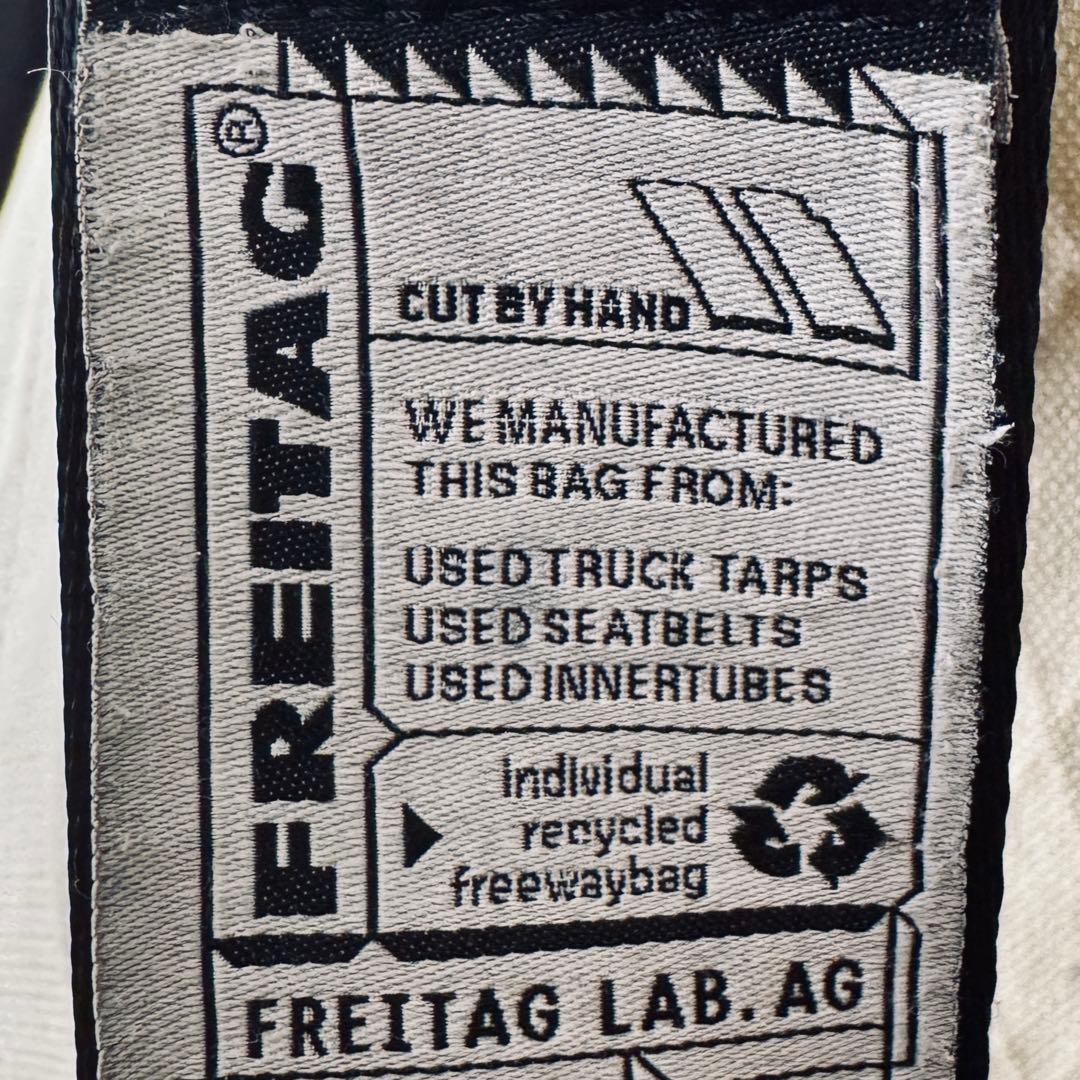 FREITAG®
CUT BY HAND
WE MANUFACTURED
THIS BAG FROM:
USED TRUCK TARPS
USED SEATBELTS
USED INNERTUBES
individual
recycled
freewaybag
FREITAG LAB. AG